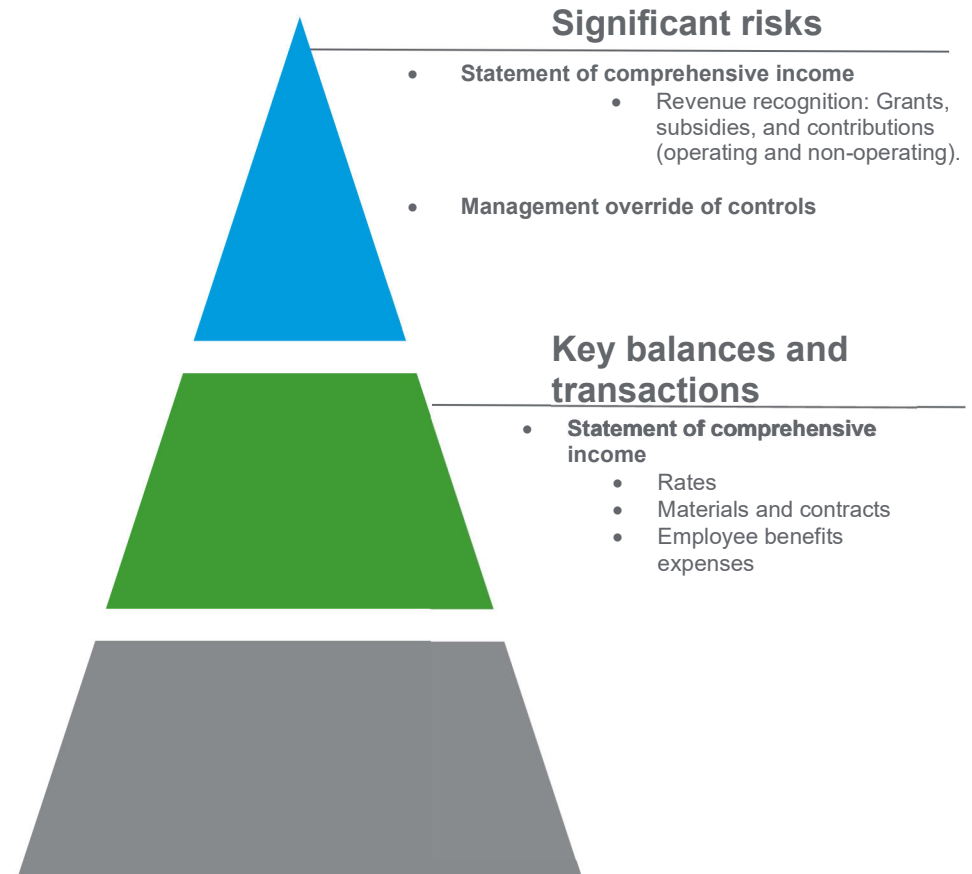 Significant risks
• Statement of comprehensive income
• Revenue recognition: Grants,
subsidies, and contributions
(operating and non-operating).
• Management override of controls
Key balances and
transactions
• Statement of comprehensive
income
• Rates
• Materials and contracts
• Employee benefits
expenses